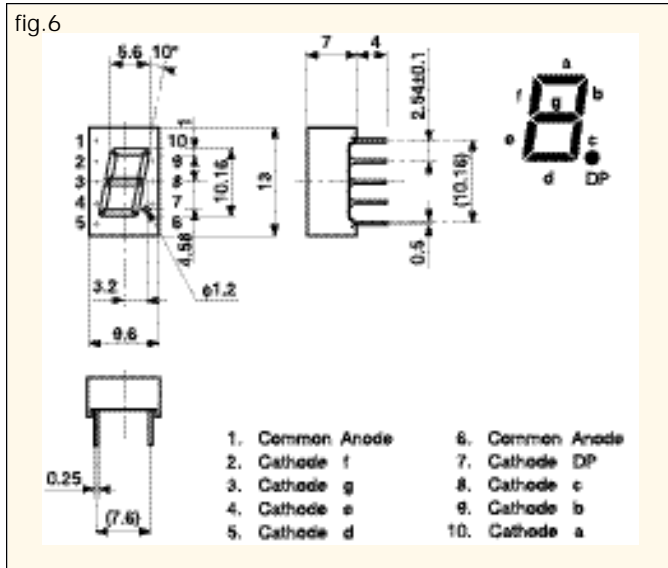 fig.6
5.6 10°
7 4
2.54±0.1
a
f g b
e c
d DP
1 10
2 9
3 8
4 7
5 6
1
10.16
4.58
13
(10.16)
0.5
3.2
φ1.2
9.6
0.25
(7.6)
1. Common Anode
2. Cathode f
3. Cathode g
4. Cathode e
5. Cathode d
6. Common Anode
7. Cathode DP
8. Cathode c
9. Cathode b
10. Cathode a